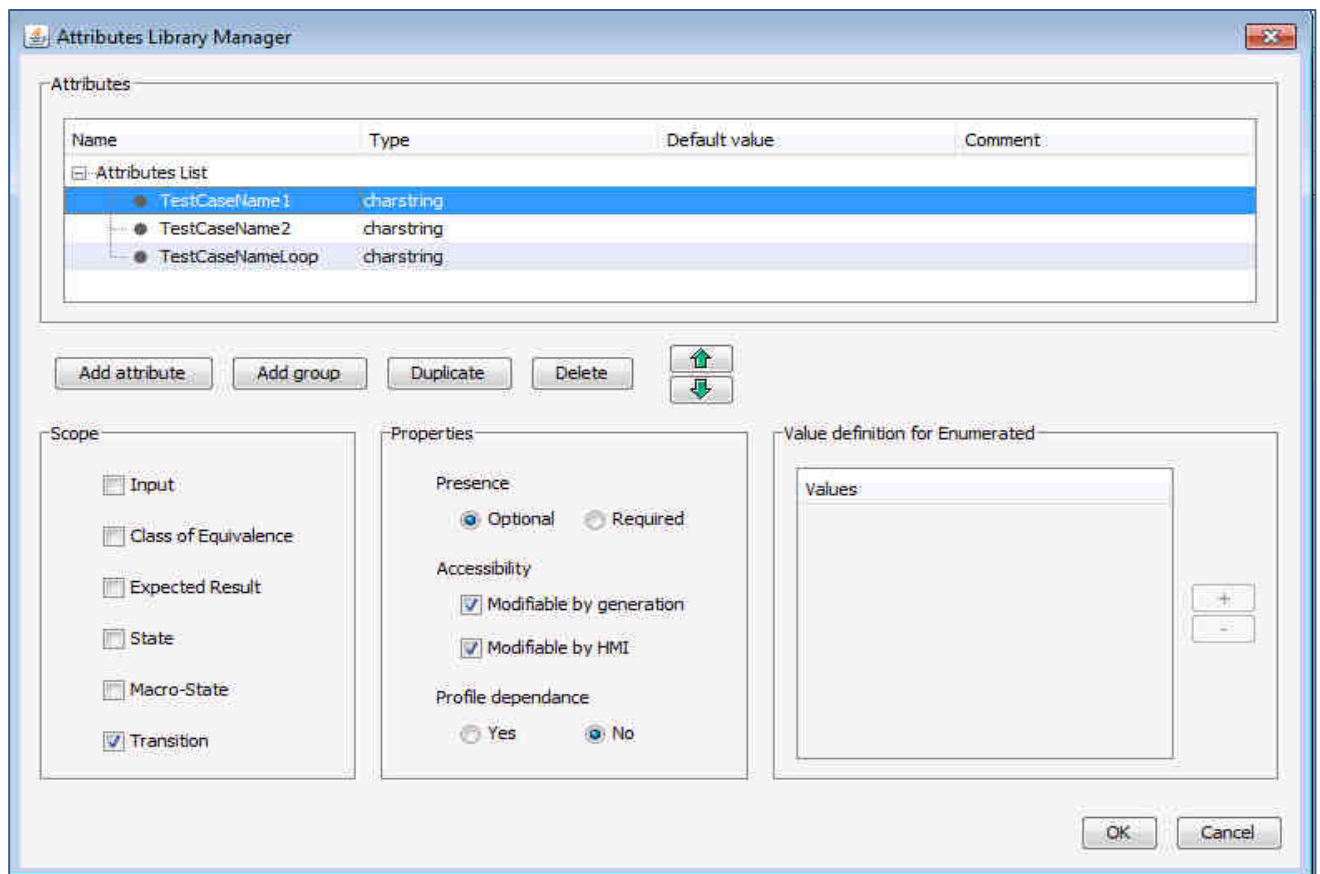 Attributes Library Manager
Attributes
Name Type Default value Comment
Attributes List
TestCaseName1 charstring
TestCaseName2 charstring
TestCaseNameLoop charstring
Add attribute Add group Duplicate Delete
Scope
Input
Class of Equivalence
Expected Result
State
Macro-State
Transition
Properties
Presence
Optional Required
Accessibility
Modifiable by generation
Modifiable by HMI
Profile dependance
Yes No
Value definition for Enumerated
Values
+
-
OK Cancel